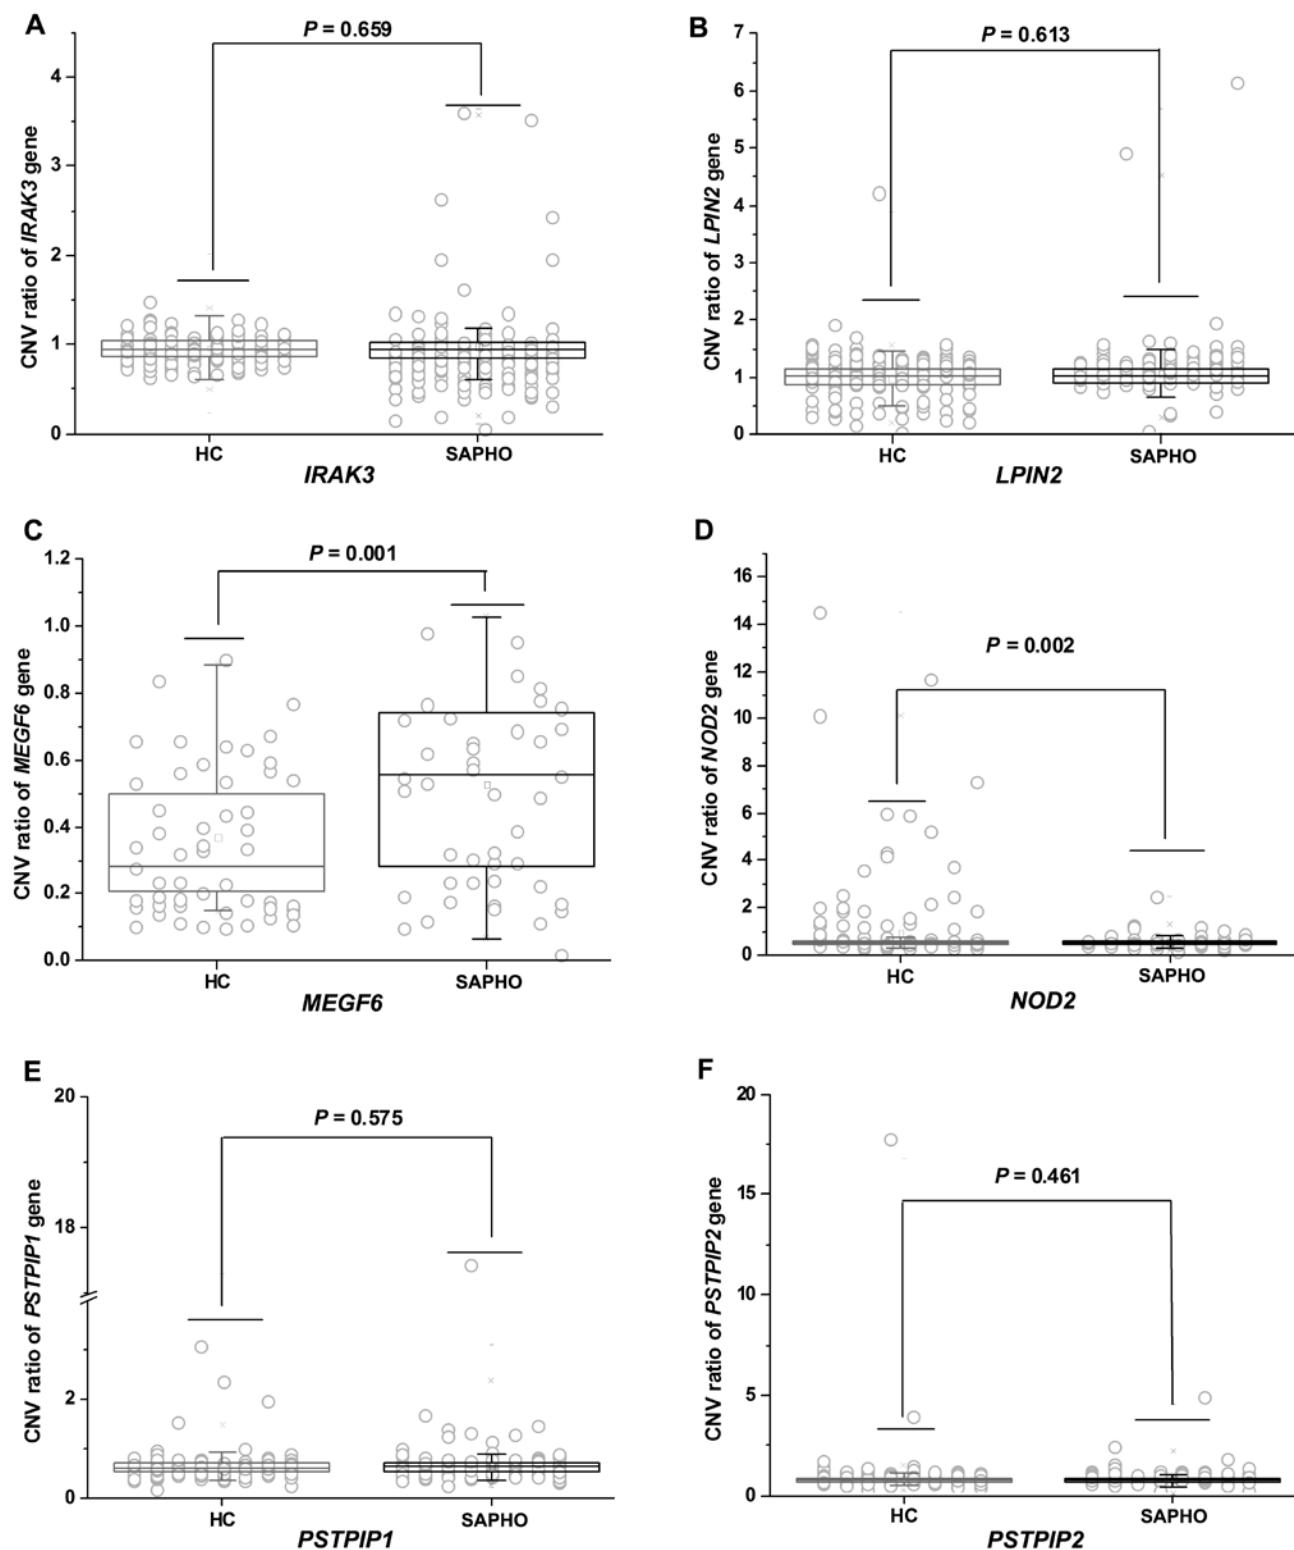 A
P = 0.659
CNV ratio of IRAK3 gene
4
3
2
1
0
HC
SAPHO
IRAK3
B
P = 0.613
CNV ratio of LPIN2 gene
7
6
5
4
3
2
1
0
HC
SAPHO
LPIN2
C
P = 0.001
CNV ratio of MEGF6 gene
1.2
1.0
0.8
0.6
0.4
0.2
0.0
HC
SAPHO
MEGF6
D
P = 0.002
CNV ratio of NOD2 gene
16
14
12
10
8
6
4
2
0
HC
SAPHO
NOD2
E
P = 0.575
CNV ratio of PSTPIP1 gene
20
18
2
0
HC
SAPHO
PSTPIP1
F
P = 0.461
CNV ratio of PSTPIP2 gene
20
15
10
5
0
HC
SAPHO
PSTPIP2